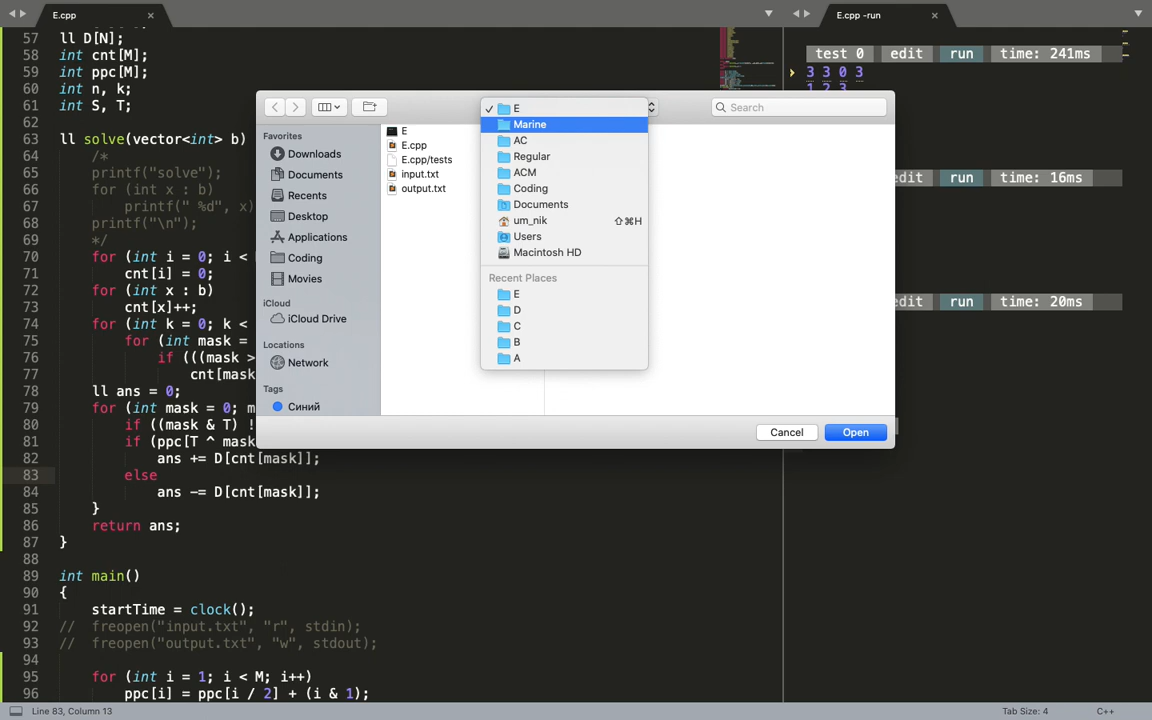 E.cpp
E.cpp -run
57 ll D[N];
58 int cnt[M];
59 int ppc[M];
60 int n, k;
61 int S, T;
62
63 ll solve(vector<int> b)
64 /*
65 printf("solve");
66 for (int x : b)
67 printf(" %d", x)
68 printf("\n");
69 */
70 for (int i = 0; i <
71 cnt[i] = 0;
72 for (int x : b)
73 cnt[x]++;
74 for (int k = 0; k <
75 for (int mask =
76 if (((mask >
77 cnt[mask
78 ll ans = 0;
79 for (int mask = 0; m
80 if ((mask & T) !
81 if (ppc[T ^ mask
82 ans += D[cnt[mask]];
83 else
84 ans -= D[cnt[mask]];
85 }
86 return ans;
87 }
88
89 int main()
90 {
91 startTime = clock();
92 // freopen("input.txt", "r", stdin);
93 // freopen("output.txt", "w", stdout);
94
95 for (int i = 1; i < M; i++)
96 ppc[i] = ppc[i / 2] + (i & 1);
Favorites
Downloads
Documents
Recents
Desktop
Applications
Coding
Movies
iCloud
iCloud Drive
Locations
Network
Tags
Синий
E
E.cpp
E.cpp/tests
input.txt
output.txt
E
Marine
AC
Regular
ACM
Coding
Documents
um_nik ⇧⌘H
Users
Macintosh HD
Recent Places
E
D
C
B
A
Search
Cancel
Open
test 0 edit run time: 241ms
3 3 0 3
1 2 3
edit run time: 16ms
edit run time: 20ms
Line 83, Column 13
Tab Size: 4
C++